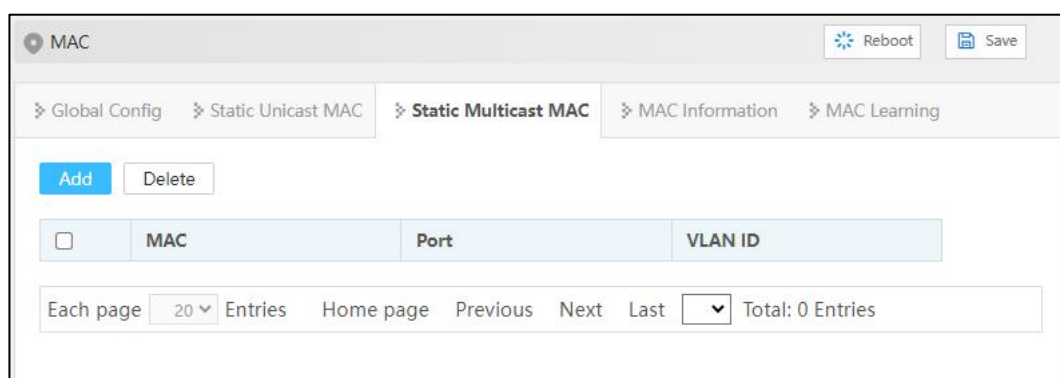 MAC Reboot Save
Global Config Static Unicast MAC Static Multicast MAC MAC Information MAC Learning
Add Delete
MAC Port VLAN ID
Each page 20 Entries Home page Previous Next Last Total: 0 Entries